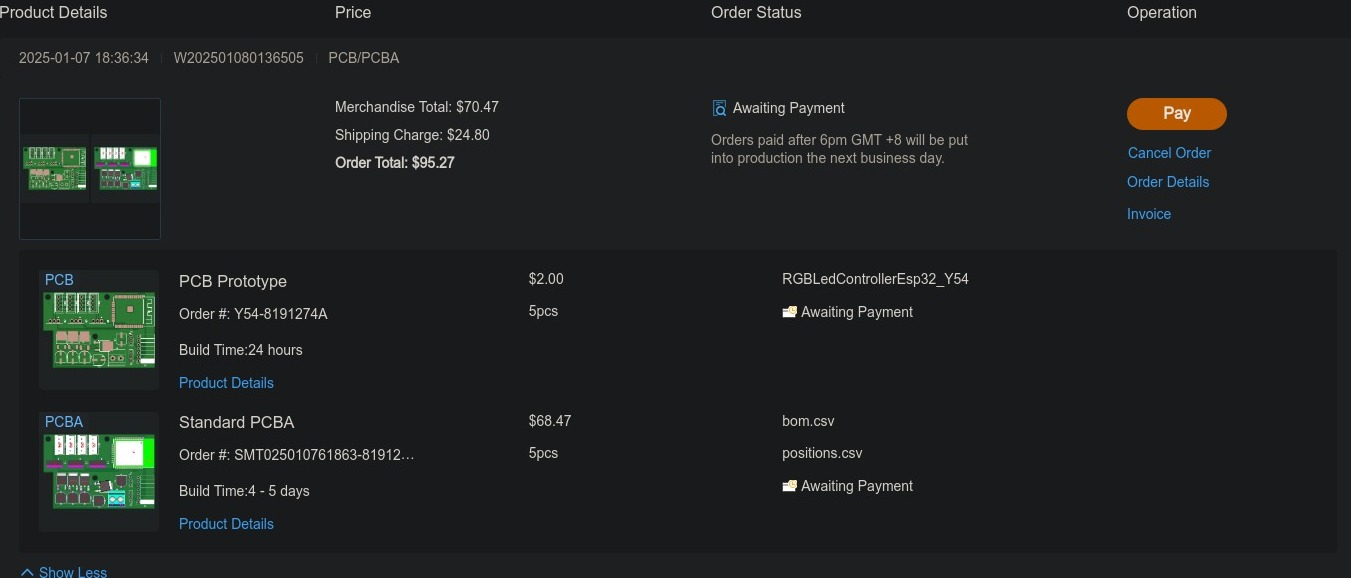 Product Details Price Order Status Operation
2025-01-07 18:36:34 W202501080136505 PCB/PCBA
Merchandise Total: $70.47
Shipping Charge: $24.80
Order Total: $95.27
Awaiting Payment
Orders paid after 6pm GMT +8 will be put
into production the next business day.
Pay
Cancel Order
Order Details
Invoice
PCB
PCB Prototype
Order #: Y54-8191274A
Build Time:24 hours
Product Details
$2.00
5pcs
RGBLedControllerEsp32_Y54
Awaiting Payment
PCBA
Standard PCBA
Order #: SMT025010761863-81912…
Build Time:4 - 5 days
Product Details
$68.47
5pcs
bom.csv
positions.csv
Awaiting Payment
Show Less